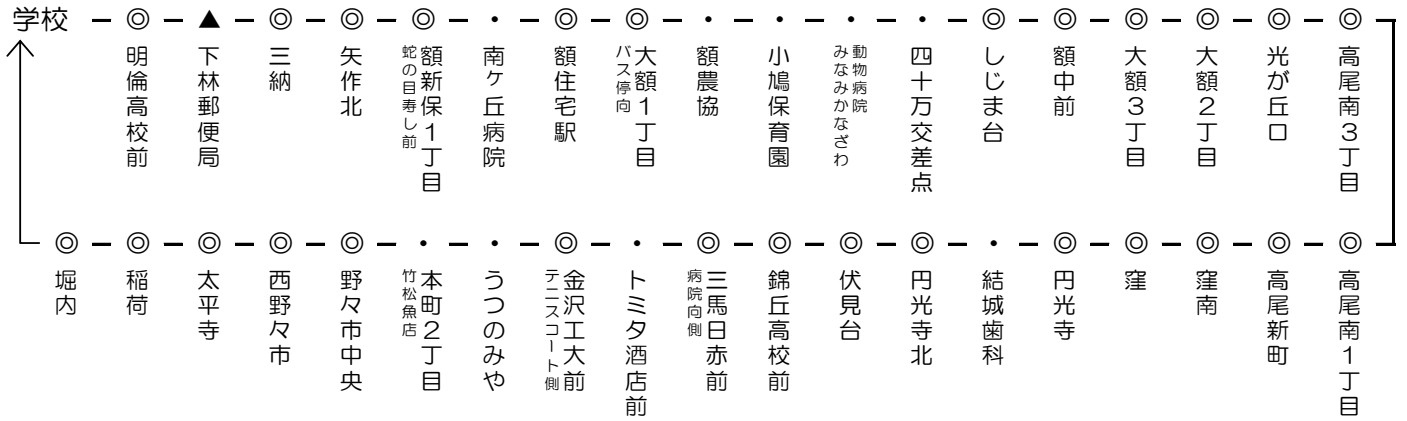 学校 － ◎ － ▲ － ◎ － ◎ － ◎ － ・ － ◎ － ◎ － ・ － ・ － ・ － ・ － ◎ － ◎ － ◎ － ◎ － ◎ － ◎
明倫高校前
下林郵便局
三納
矢作北
額新保1丁目
蛇の目寿し前
南ヶ丘病院
額住宅駅
大額1丁目
バス停向
額農協
小鳩保育園
動物病院
みなみかなざわ
四十万交差点
しじま台
額中前
大額3丁目
大額2丁目
光が丘口
高尾南3丁目
◎ － ◎ － ◎ － ◎ － ◎ － ・ － ・ － ◎ － ・ － ◎ － ◎ － ◎ － ◎ － ・ － ◎ － ◎ － ◎ － ◎ － ◎
堀内
稲荷
太平寺
西野々市
野々市中央
本町2丁目
竹松魚店
うつのみや
金沢工大前
テニスコート側
トミタ酒店前
三馬日赤前
病院向側
錦丘高校前
伏見台
円光寺北
結城歯科
円光寺
窪
窪南
高尾新町
高尾南1丁目